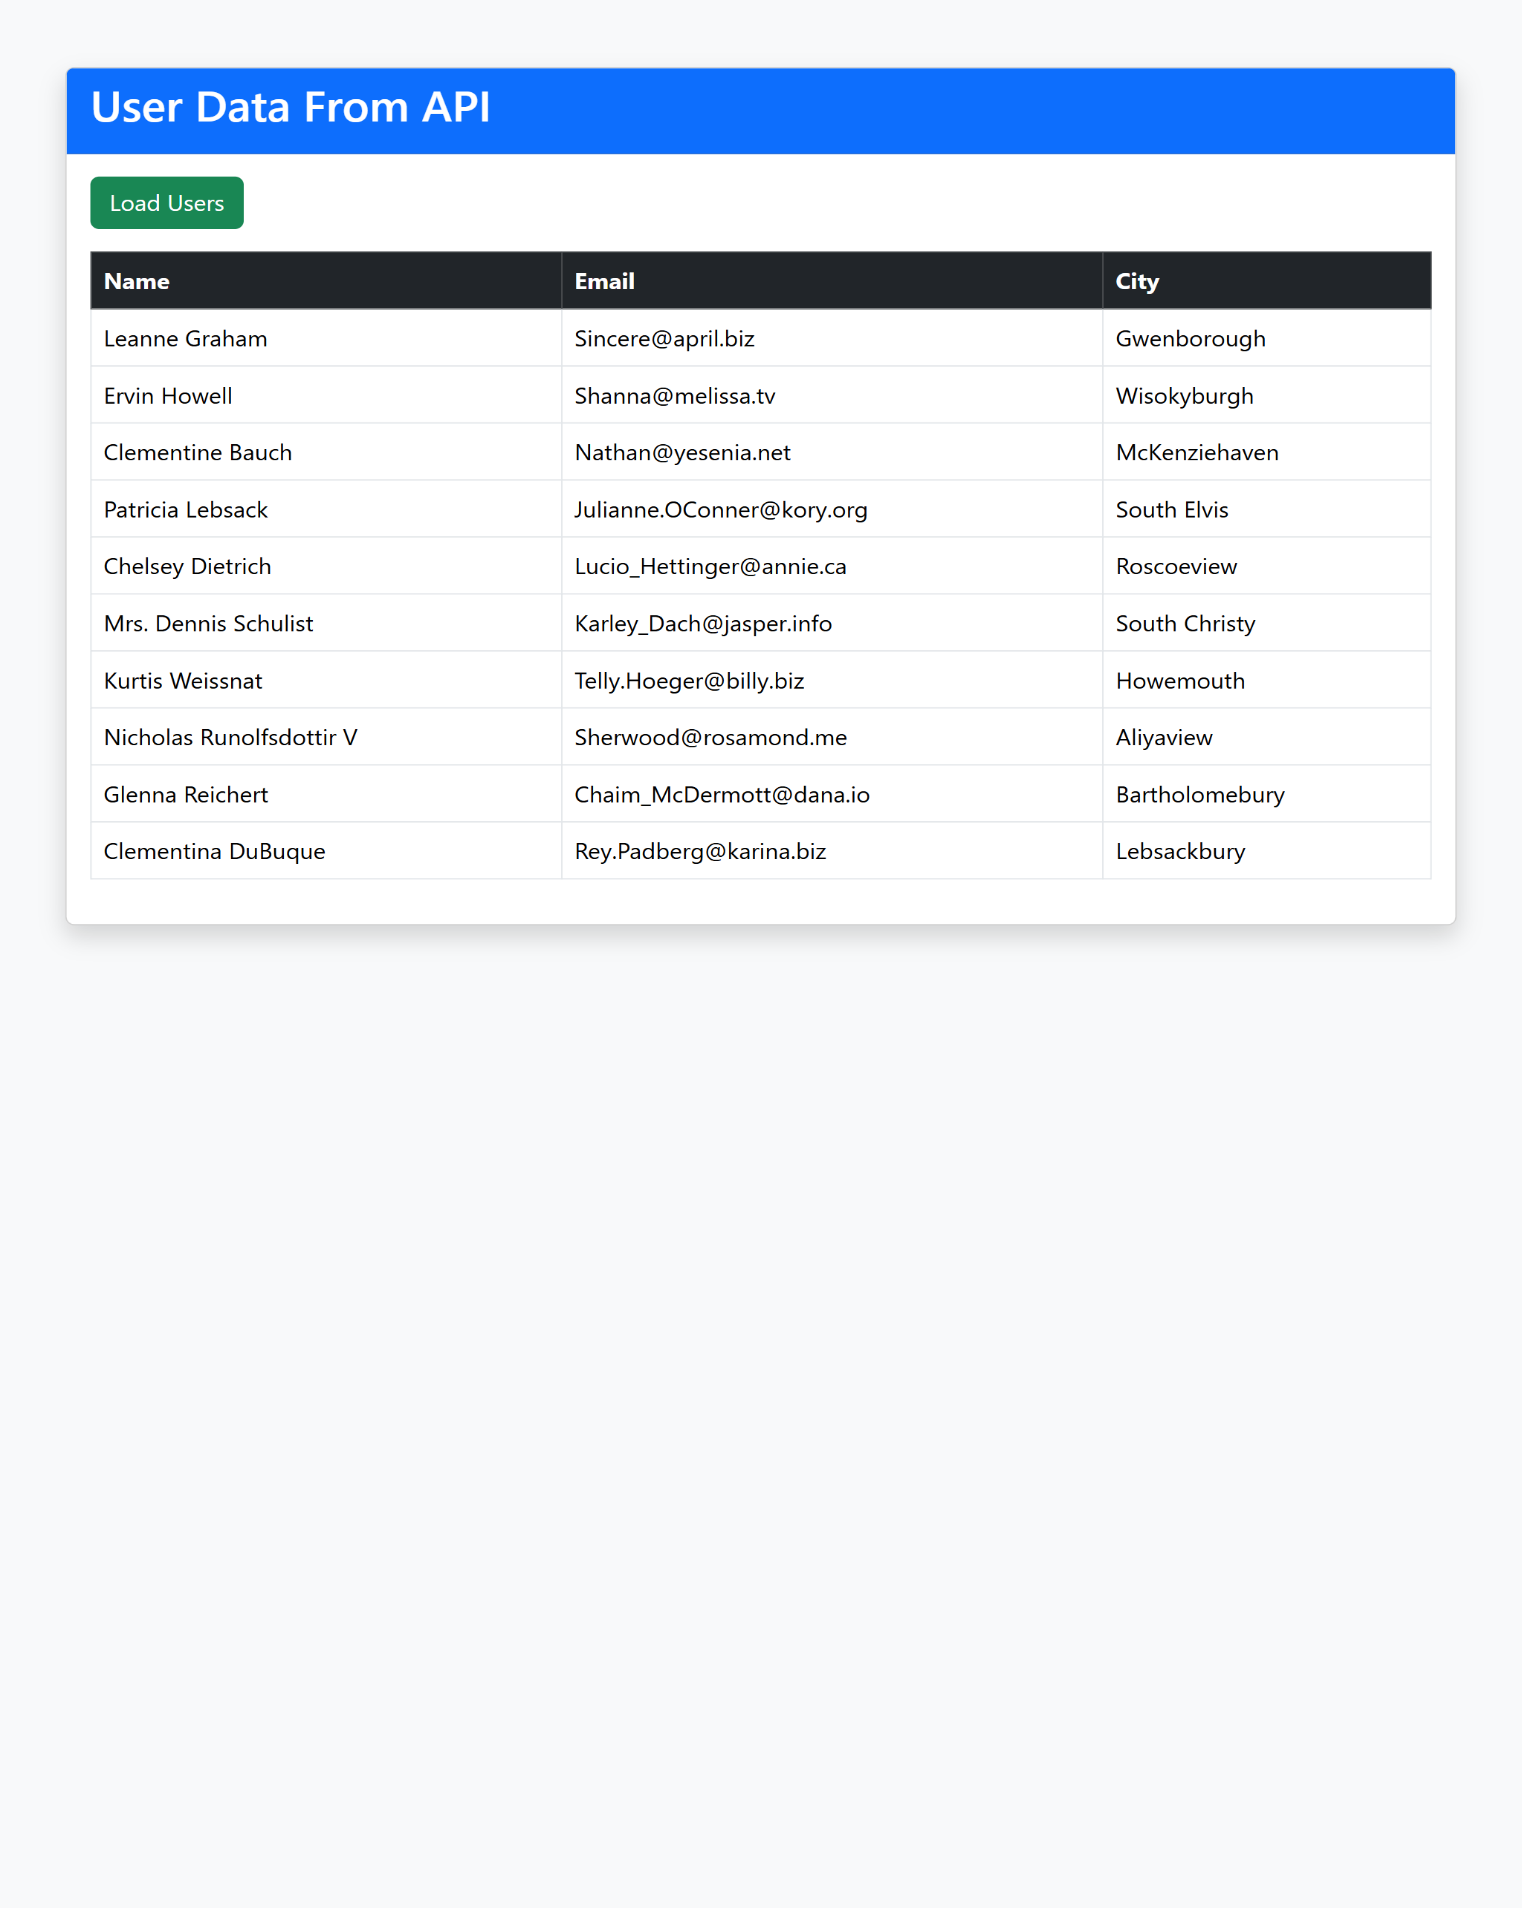 User Data From API
Load Users
Name Email City
Leanne Graham Sincere@april.biz Gwenborough
Ervin Howell Shanna@melissa.tv Wisokyburgh
Clementine Bauch Nathan@yesenia.net McKenziehaven
Patricia Lebsack Julianne.OConner@kory.org South Elvis
Chelsey Dietrich Lucio_Hettinger@annie.ca Roscoeview
Mrs. Dennis Schulist Karley_Dach@jasper.info South Christy
Kurtis Weissnat Telly.Hoeger@billy.biz Howemouth
Nicholas Runolfsdottir V Sherwood@rosamond.me Aliyaview
Glenna Reichert Chaim_McDermott@dana.io Bartholomebury
Clementina DuBuque Rey.Padberg@karina.biz Lebsackbury